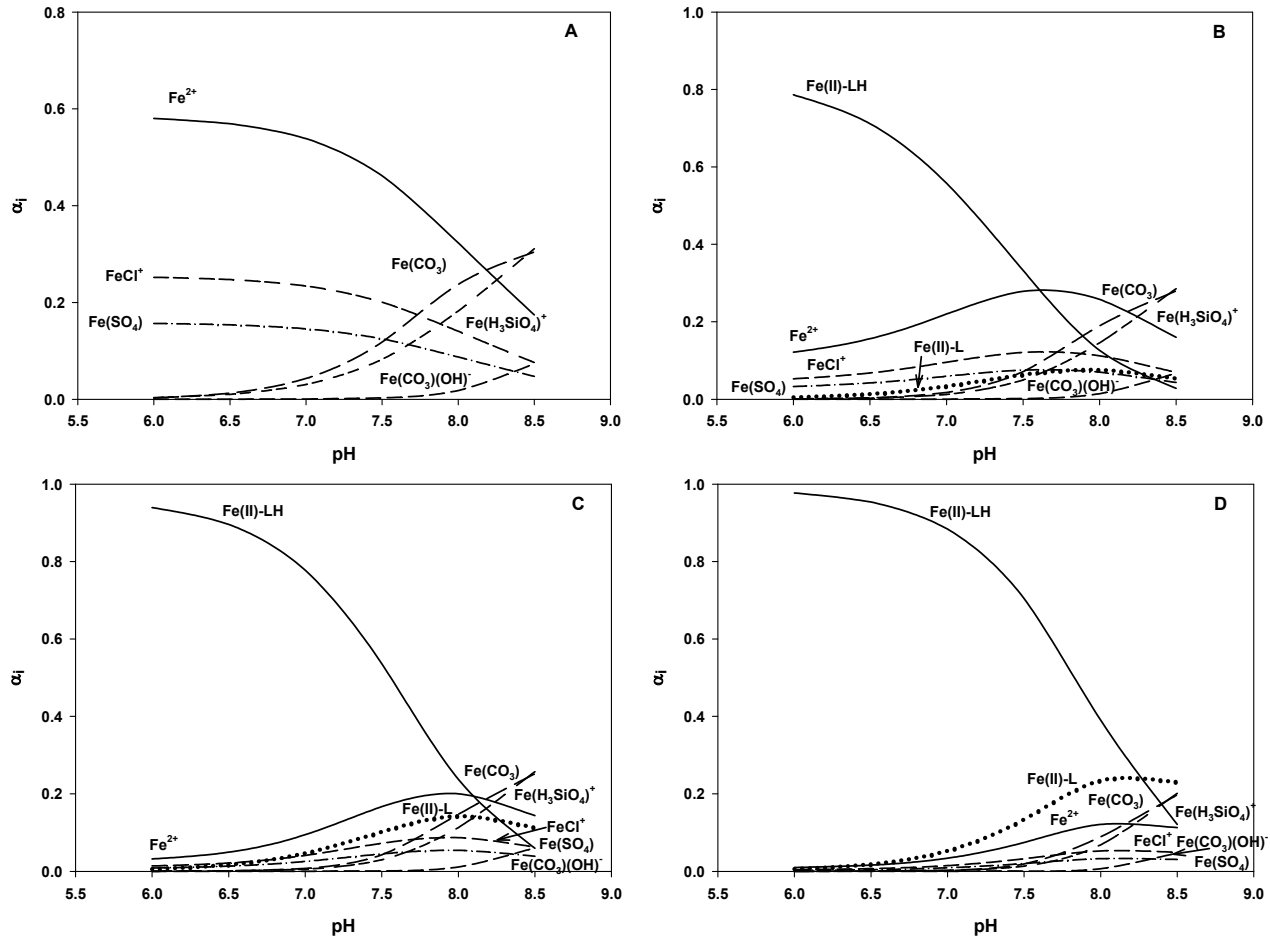 0.8
A
Fe²⁺
0.6
αᵢ
0.4
Fe(CO₃)
FeCl⁺
Fe(H₃SiO₄)⁺
Fe(SO₄)
0.2
Fe(CO₃)(OH)⁻
0.0
5.5 6.0 6.5 7.0 7.5 8.0 8.5 9.0
pH
1.0
B
Fe(II)-LH
0.8
0.6
αᵢ
0.4
Fe(CO₃)
Fe(H₃SiO₄)⁺
Fe²⁺
Fe(II)-L
0.2
FeCl⁺
Fe(SO₄)
Fe(CO₃)(OH)⁻
0.0
5.5 6.0 6.5 7.0 7.5 8.0 8.5 9.0
pH
1.0
C
Fe(II)-LH
0.8
0.6
αᵢ
0.4
Fe(CO₃)
Fe(H₃SiO₄)⁺
0.2
Fe(II)-L
FeCl⁺
Fe²⁺
Fe(SO₄)
Fe(CO₃)(OH)⁻
0.0
5.5 6.0 6.5 7.0 7.5 8.0 8.5 9.0
pH
1.0
D
Fe(II)-LH
0.8
0.6
αᵢ
0.4
Fe(II)-L
0.2
Fe(CO₃)
Fe(H₃SiO₄)⁺
Fe²⁺
FeCl⁺ Fe(CO₃)(OH)⁻
Fe(SO₄)
0.0
5.5 6.0 6.5 7.0 7.5 8.0 8.5 9.0
pH